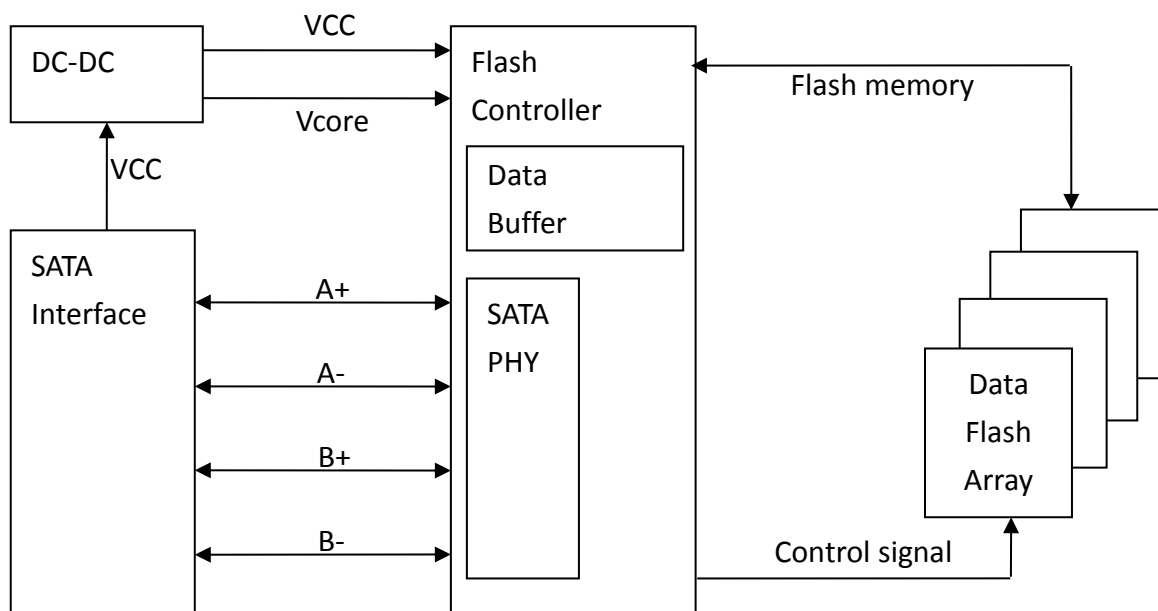 DC-DC
VCC
Vcore
VCC
SATA
Interface
A+
A-
B+
B-
Flash
Controller
Data
Buffer
SATA
PHY
Flash memory
Data
Flash
Array
Control signal